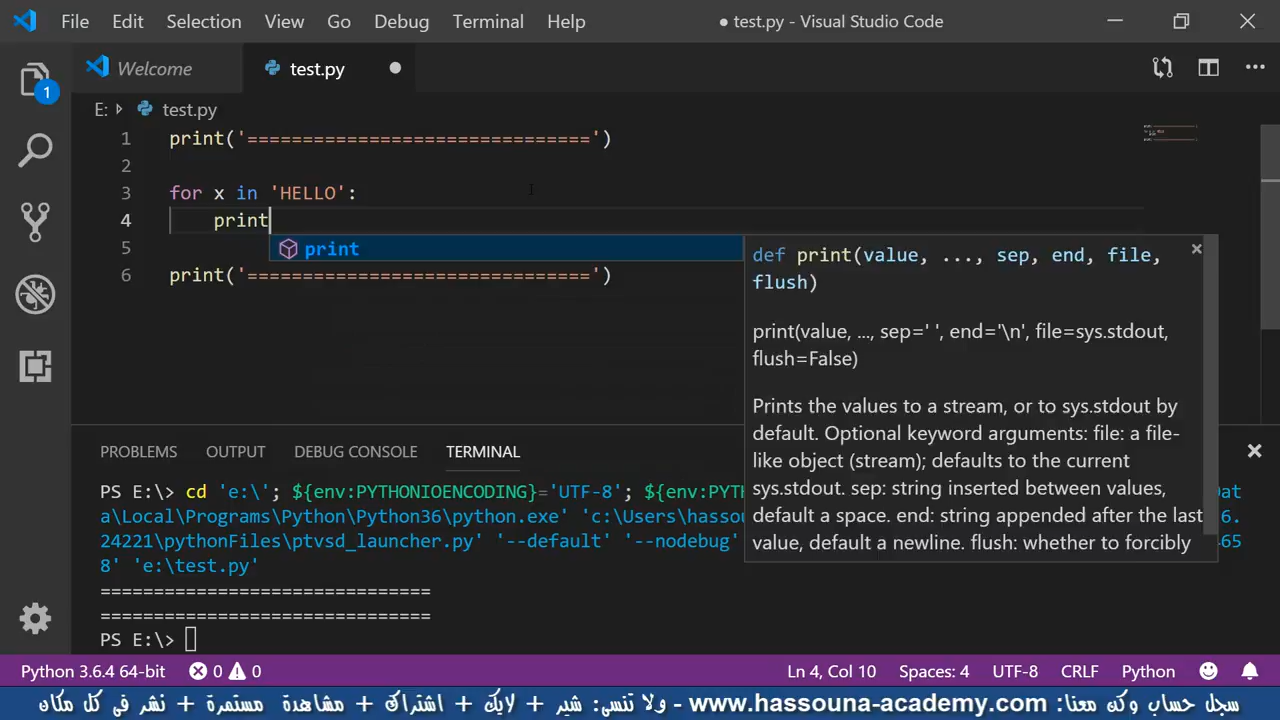 File Edit Selection View Go Debug Terminal Help ● test.py - Visual Studio Code
Welcome test.py
1
E: test.py
1 print('==============================')
2
3 for x in 'HELLO':
4 print
5
6 print('==============================')
print
def print(value, ..., sep, end, file,
flush)
print(value, ..., sep=' ', end='\n', file=sys.stdout,
flush=False)
Prints the values to a stream, or to sys.stdout by
default. Optional keyword arguments: file: a file-
like object (stream); defaults to the current
sys.stdout. sep: string inserted between values,
default a space. end: string appended after the last
value, default a newline. flush: whether to forcibly
PROBLEMS OUTPUT DEBUG CONSOLE TERMINAL
PS E:\> cd 'e:\'; ${env:PYTHONIOENCODING}='UTF-8'; ${env:PYTH
a\Local\Programs\Python\Python36\python.exe' 'c:\Users\hassou
24221\pythonFiles\ptvsd_launcher.py' '--default' '--nodebug'
8' 'e:\test.py'
==============================
==============================
PS E:\>
Python 3.6.4 64-bit 0 0 Ln 4, Col 10 Spaces: 4 UTF-8 CRLF Python
سجل حساب وكن معنا: www.hassouna-academy.com - ولا تنسى: شير + لايك + اشتراك + مشاهدة مستمرة + نشر فى كل مكان